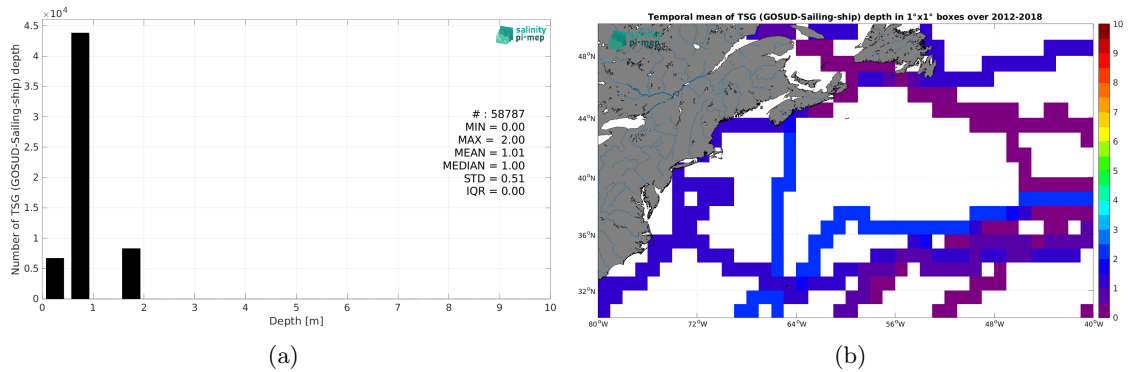 ×10⁴
4.5
4
3.5
3
2.5
2
1.5
1
0.5
0
Number of TSG (GOSUD-Sailing-ship) depth
salinity
pi-mep
# : 58787
MIN = 0.00
MAX = 2.00
MEAN = 1.01
MEDIAN = 1.00
STD = 0.51
IQR = 0.00
0 1 2 3 4 5 6 7 8 9 10
Depth [m]
(a)
Temporal mean of TSG (GOSUD-Sailing-ship) depth in 1°x1° boxes over 2012-2018
salinity
pi-mep
48°N
44°N
40°N
36°N
32°N
80°W 72°W 64°W 56°W 48°W 40°W
10
9
8
7
6
5
4
3
2
1
0
(b)